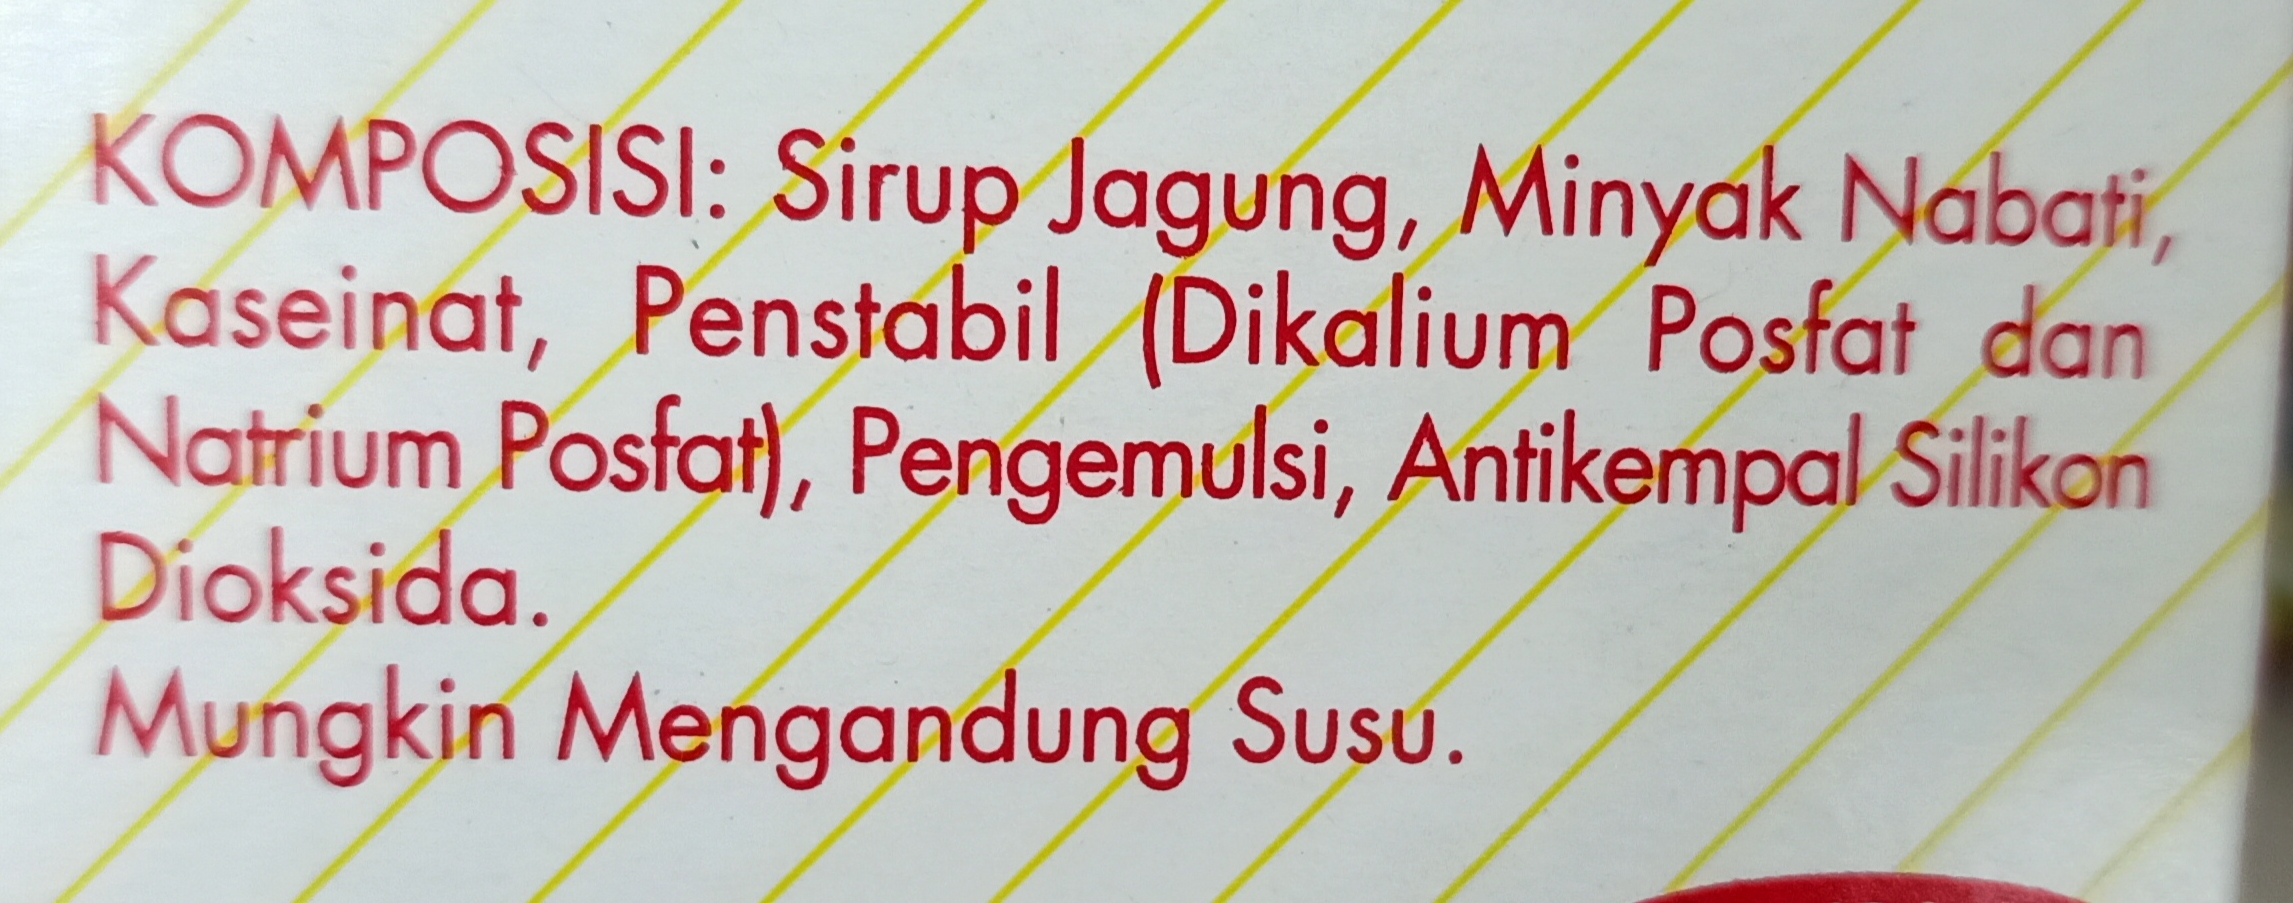 KOMPOSISI: Sirup Jagung, Minyak Nabati,
Kaseinat, Penstabil (Dikalium Posfat dan
Natrium Posfat), Pengemulsi, Antikempal Silikon
Dioksida.
Mungkin Mengandung Susu.